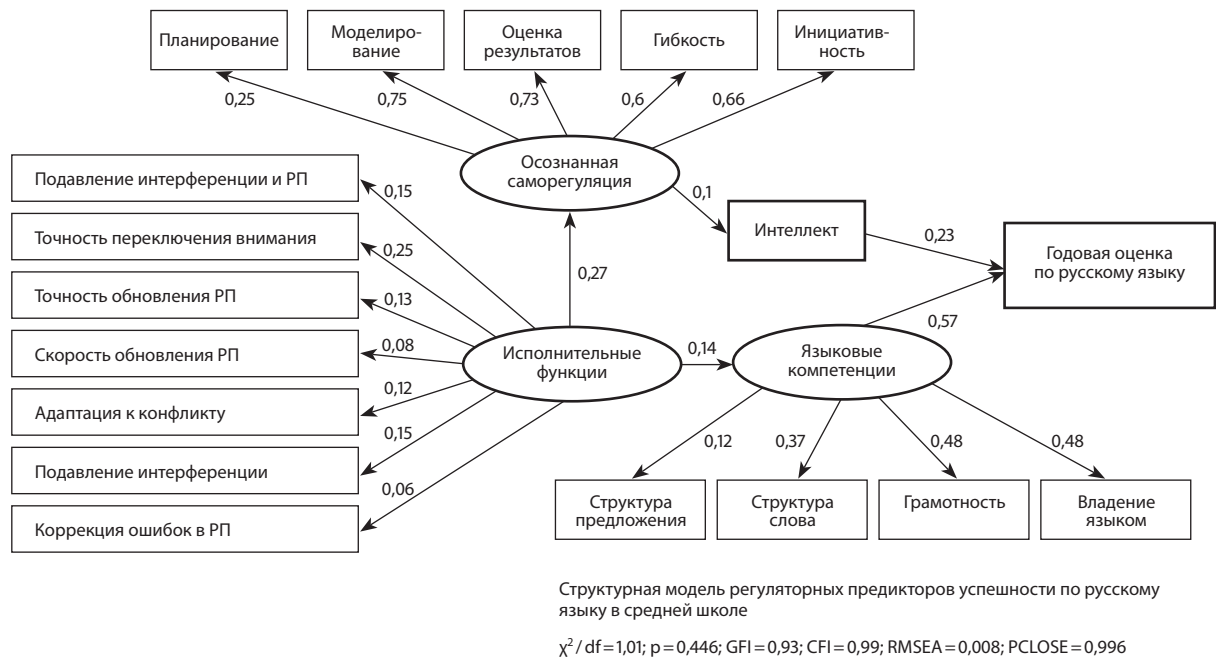 Планирование
Моделиро-
вание
Оценка
результатов
Гибкость
Инициатив-
ность
0,25
0,75
0,73
0,6
0,66
Осознанная
саморегуляция
Подавление интерференции и РП
0,15
0,1
Точность переключения внимания
0,25
Интеллект
0,23
Годовая оценка
по русскому языку
0,27
Точность обновления РП
0,13
0,57
Скорость обновления РП
0,08
Исполнительные
функции
0,14
Языковые
компетенции
Адаптация к конфликту
0,12
Подавление интерференции
0,15
0,12
0,37
0,48
0,48
0,06
Коррекция ошибок в РП
Структура
предложения
Структура
слова
Грамотность
Владение
языком
Структурная модель регуляторных предикторов успешности по русскому
языку в средней школе
χ²/df=1,01; p=0,446; GFI=0,93; CFI=0,99; RMSEA=0,008; PCLOSE=0,996